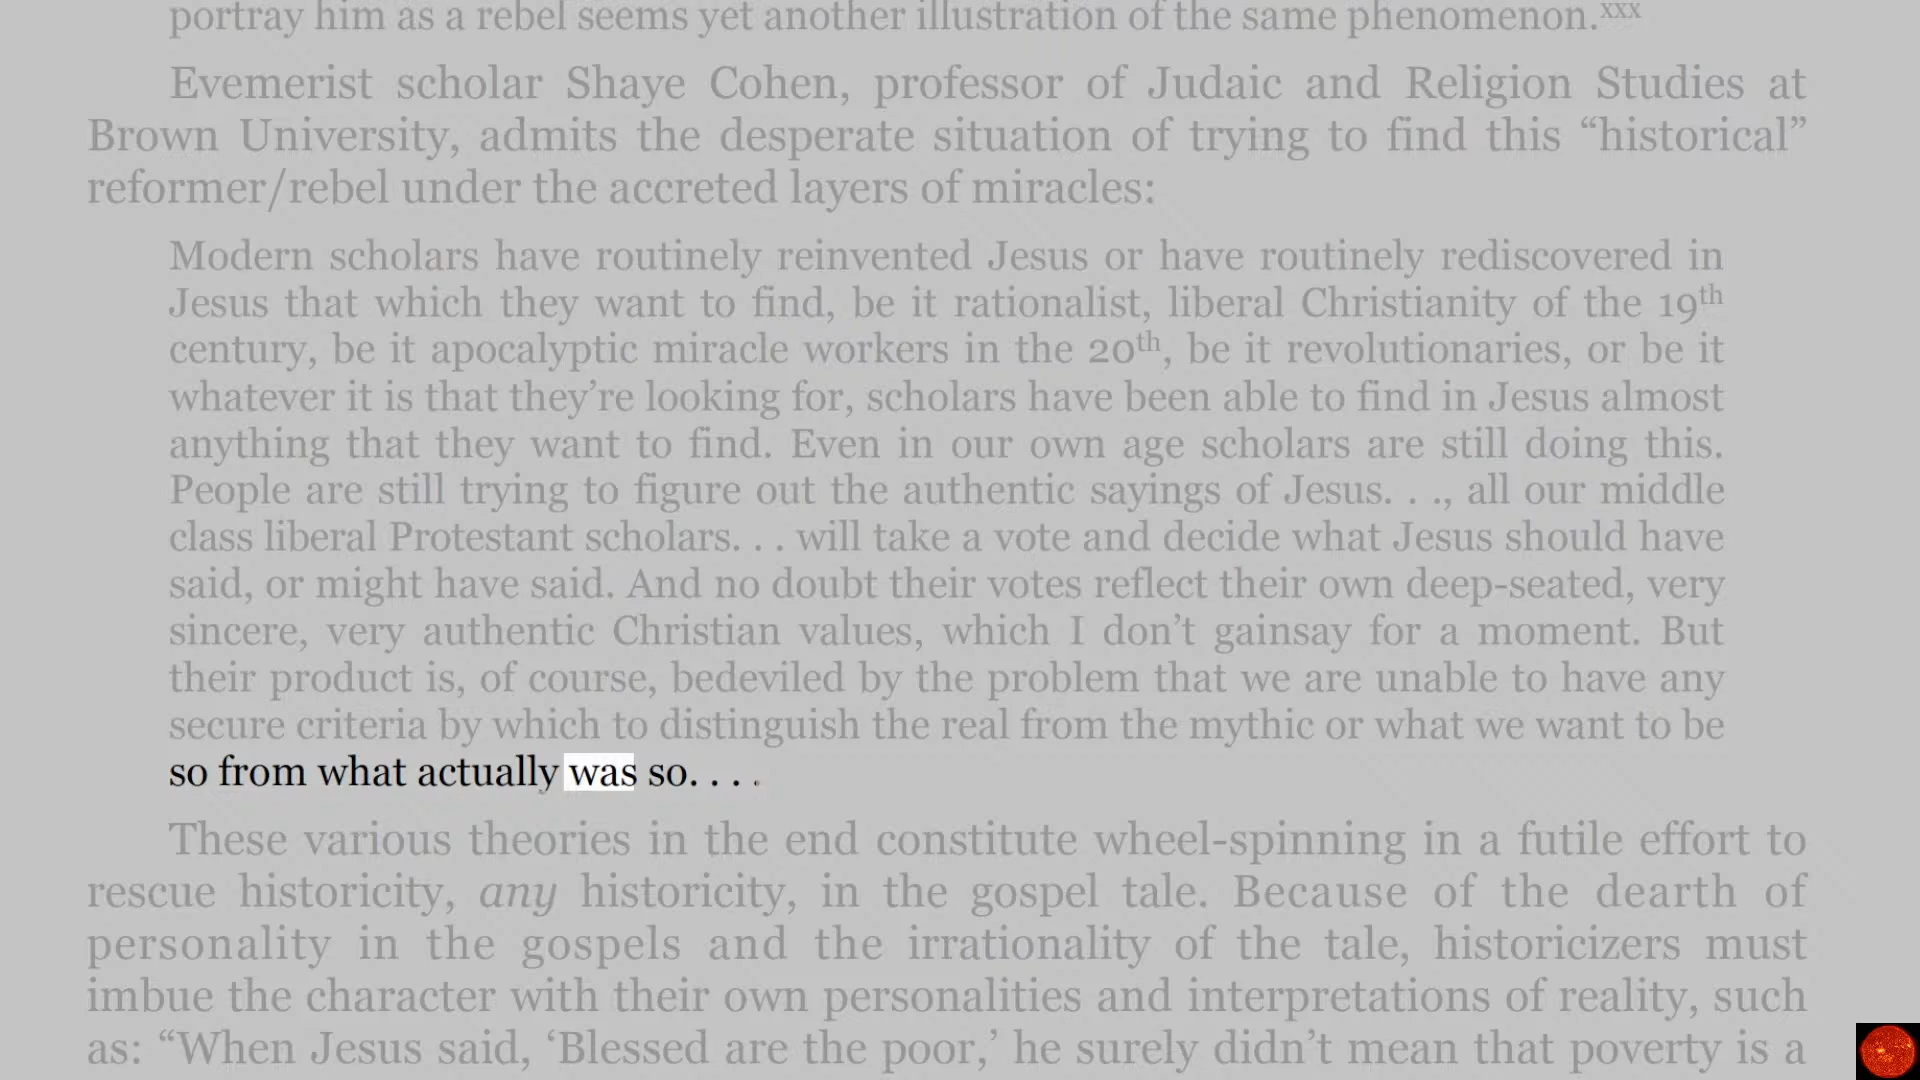 portray him as a rebel seems yet another illustration of the same phenomenon.xxx
Evemerist scholar Shaye Cohen, professor of Judaic and Religion Studies at
Brown University, admits the desperate situation of trying to find this “historical”
reformer/rebel under the accreted layers of miracles:
Modern scholars have routinely reinvented Jesus or have routinely rediscovered in
Jesus that which they want to find, be it rationalist, liberal Christianity of the 19th
century, be it apocalyptic miracle workers in the 20th, be it revolutionaries, or be it
whatever it is that they’re looking for, scholars have been able to find in Jesus almost
anything that they want to find. Even in our own age scholars are still doing this.
People are still trying to figure out the authentic sayings of Jesus. . ., all our middle
class liberal Protestant scholars. . . will take a vote and decide what Jesus should have
said, or might have said. And no doubt their votes reflect their own deep-seated, very
sincere, very authentic Christian values, which I don’t gainsay for a moment. But
their product is, of course, bedeviled by the problem that we are unable to have any
secure criteria by which to distinguish the real from the mythic or what we want to be
so from what actually was so. . . .
These various theories in the end constitute wheel-spinning in a futile effort to
rescue historicity, any historicity, in the gospel tale. Because of the dearth of
personality in the gospels and the irrationality of the tale, historicizers must
imbue the character with their own personalities and interpretations of reality, such
as: “When Jesus said, ‘Blessed are the poor,’ he surely didn’t mean that poverty is a